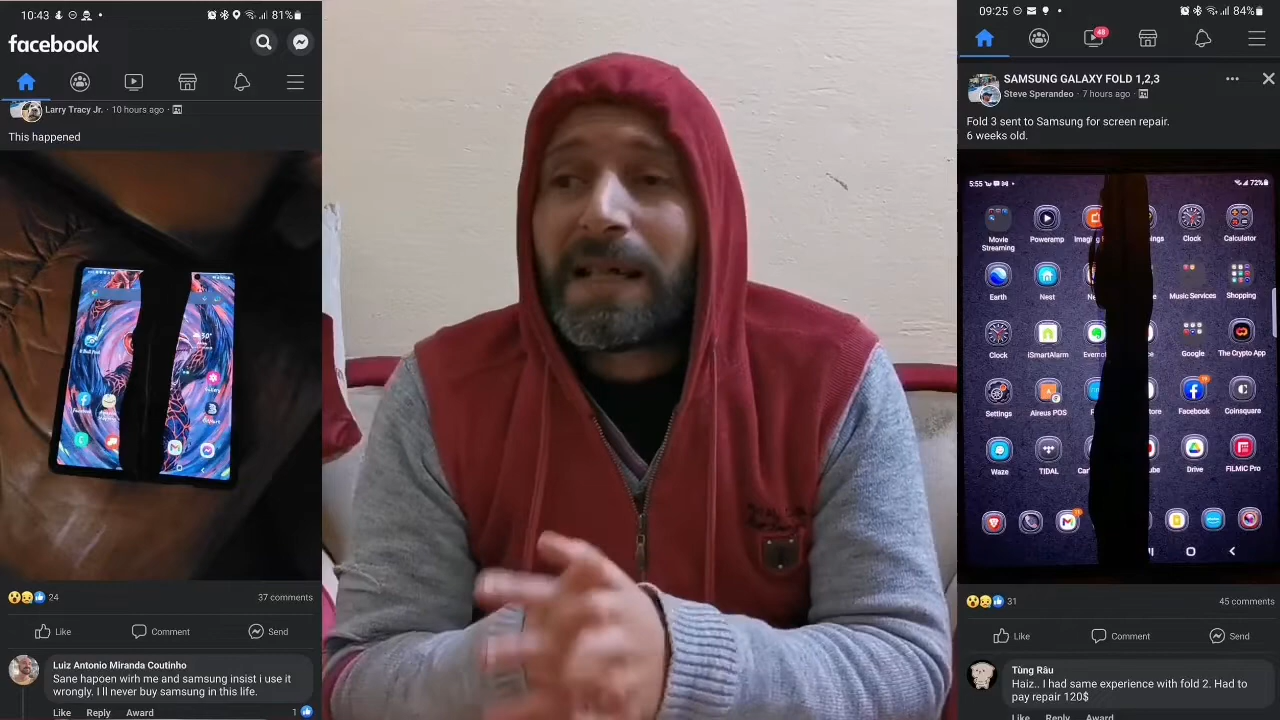 10:43
81%
facebook
Larry Tracy Jr. · 10 hours ago ·
This happened
Facebook
24
37 comments
Like
Comment
Send
Luiz Antonio Miranda Coutinho
Sane hapoen wirh me and samsung insist i use it
wrongly. I ll never buy samsung in this life.
Like Reply Award
1
09:25
84%
48
SAMSUNG GALAXY FOLD 1,2,3
Steve Sperandeo · 7 hours ago ·
Fold 3 sent to Samsung for screen repair.
6 weeks old.
5:55
72%
Movie
Streaming
Poweramp
Clock
Calculator
Earth
Nest
Music Services
Shopping
Clock
iSmartAlarm
Google
The Crypto App
Settings
Aireus POS
Facebook
Coinsquare
Waze
TIDAL
Drive
FiLMiC Pro
31
45 comments
Like
Comment
Send
Tùng Râu
Haiz.. I had same experience with fold 2. Had to
pay repair 120$
Like Reply Award